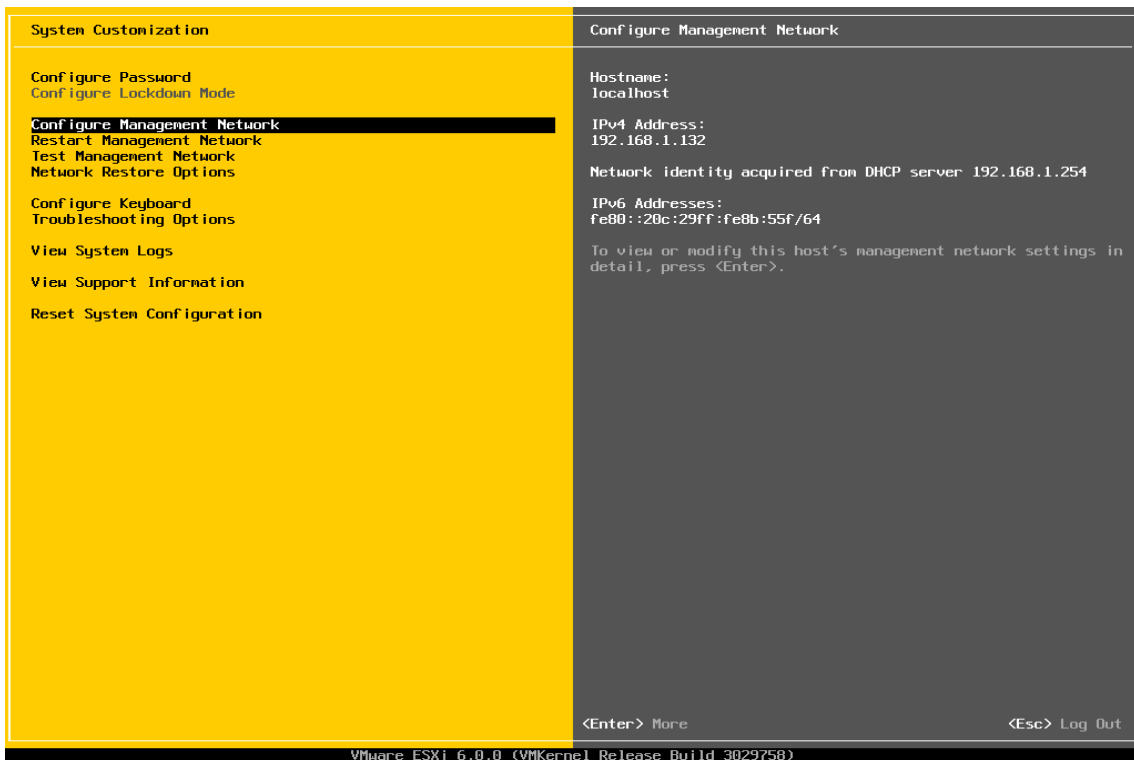 System Customization
Configure Password
Configure Lockdown Mode
Configure Management Network
Restart Management Network
Test Management Network
Network Restore Options
Configure Keyboard
Troubleshooting Options
View System Logs
View Support Information
Reset System Configuration
Configure Management Network
Hostname:
localhost
IPv4 Address:
192.168.1.132
Network identity acquired from DHCP server 192.168.1.254
IPv6 Addresses:
fe80::20c:29ff:fe8b:55f/64
To view or modify this host's management network settings in
detail, press <Enter>.
<Enter> More
<Esc> Log Out
VMware ESXi 6.0.0 (VMKernel Release Build 3029758)